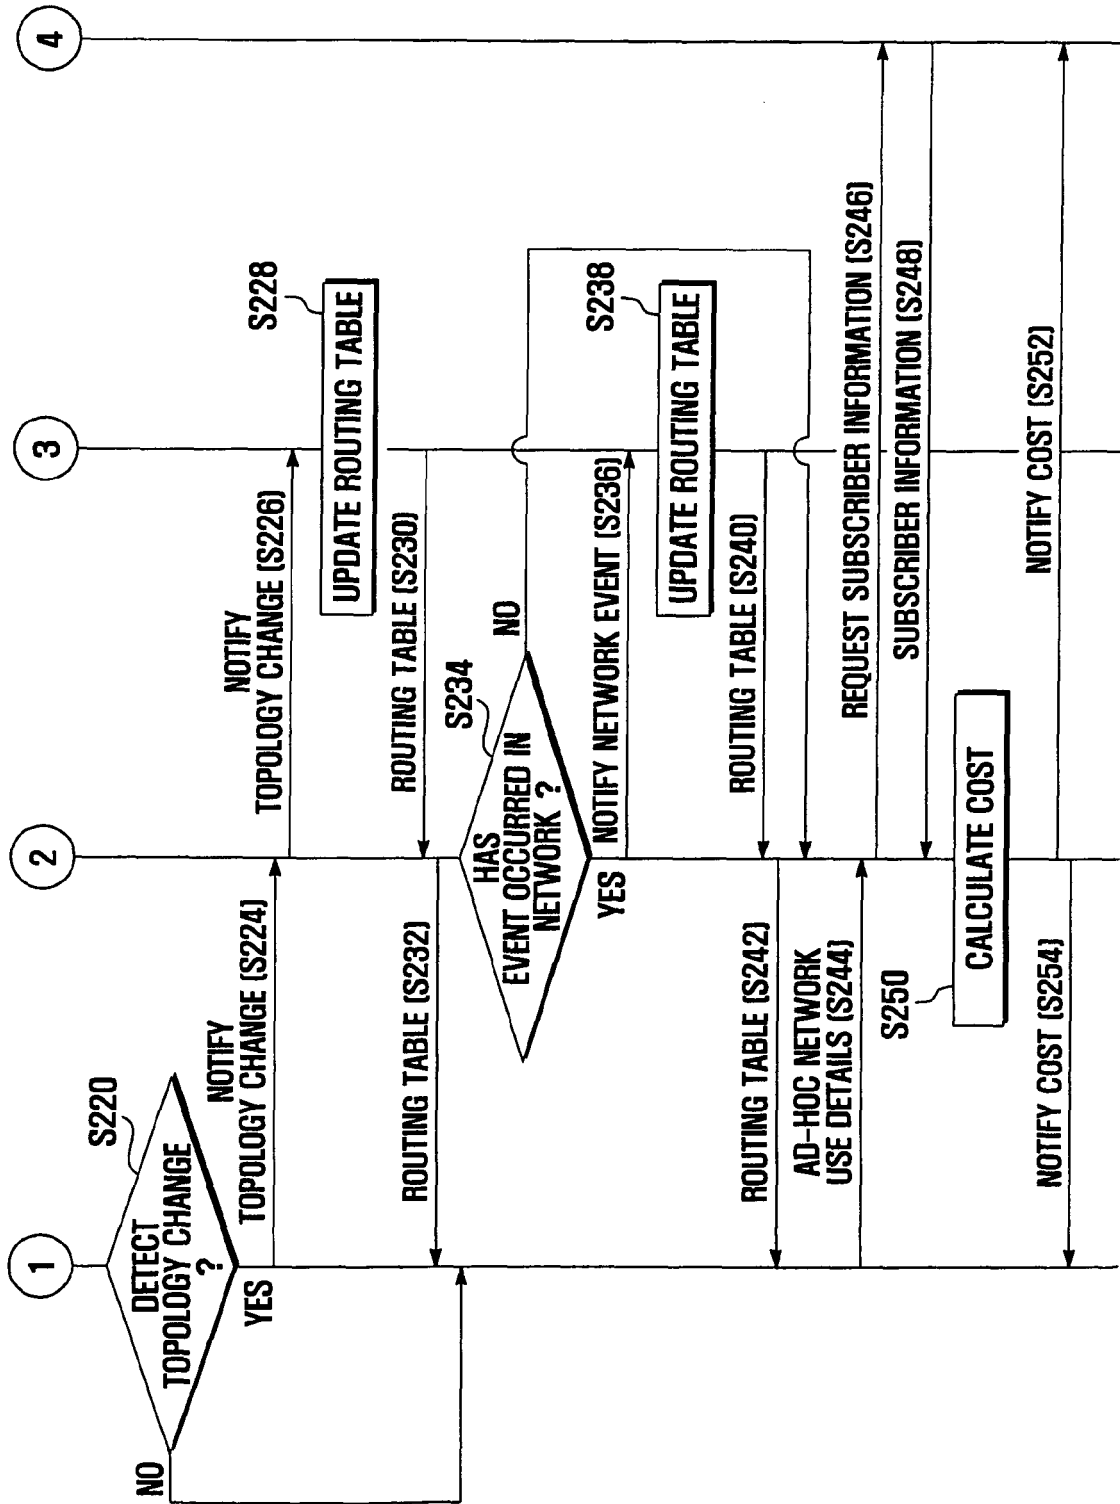 1
2
3
4
DETECT
TOPOLOGY CHANGE
?
S220
NO
YES
NOTIFY
TOPOLOGY CHANGE (S224)
NOTIFY
TOPOLOGY CHANGE (S226)
S228
UPDATE ROUTING TABLE
ROUTING TABLE (S230)
ROUTING TABLE (S232)
S234
HAS
EVENT OCCURRED IN
NETWORK ?
NO
YES
NOTIFY NETWORK EVENT (S236)
S238
UPDATE ROUTING TABLE
ROUTING TABLE (S240)
ROUTING TABLE (S242)
AD-HOC NETWORK
USE DETAILS (S244)
REQUEST SUBSCRIBER INFORMATION (S246)
SUBSCRIBER INFORMATION (S248)
S250
CALCULATE COST
NOTIFY COST (S252)
NOTIFY COST (S254)